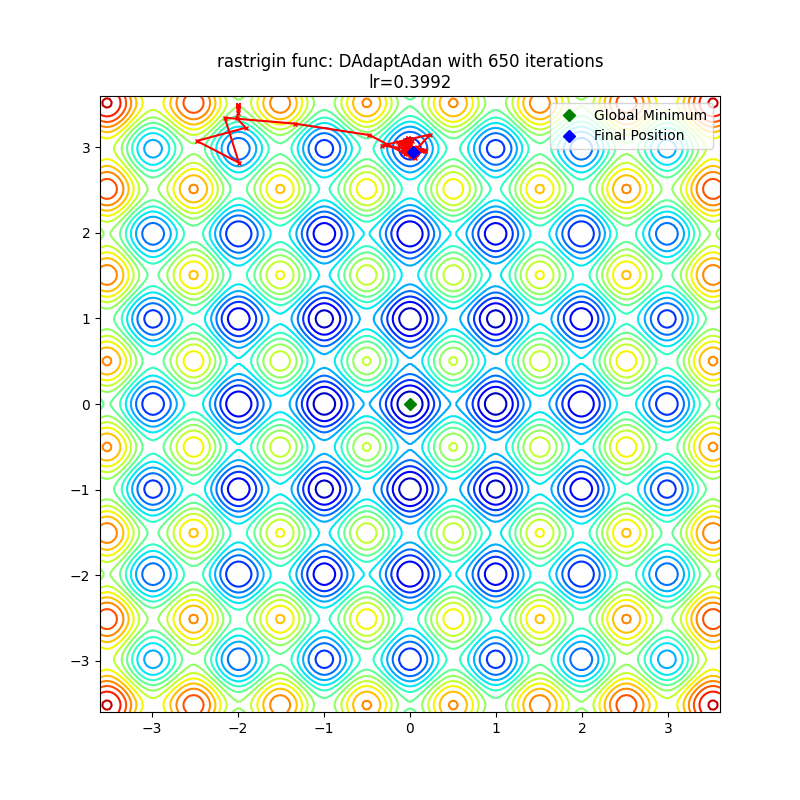 rastrigin func: DAdaptAdan with 650 iterations
lr=0.3992
Global Minimum
Final Position
3
2
1
0
−1
−2
−3
−3 −2 −1 0 1 2 3